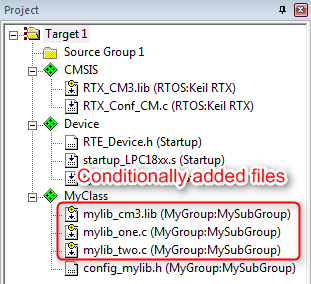 Project
Target 1
Source Group 1
CMSIS
RTX_CM3.lib (RTOS:Keil RTX)
RTX_Conf_CM.c (RTOS:Keil RTX)
Device
RTE_Device.h (Startup)
startup_LPC18xx.s (Startup)
Conditionally added files
MyClass
mylib_cm3.lib (MyGroup:MySubGroup)
mylib_one.c (MyGroup:MySubGroup)
mylib_two.c (MyGroup:MySubGroup)
config_mylib.h (MyGroup:MySubGroup)